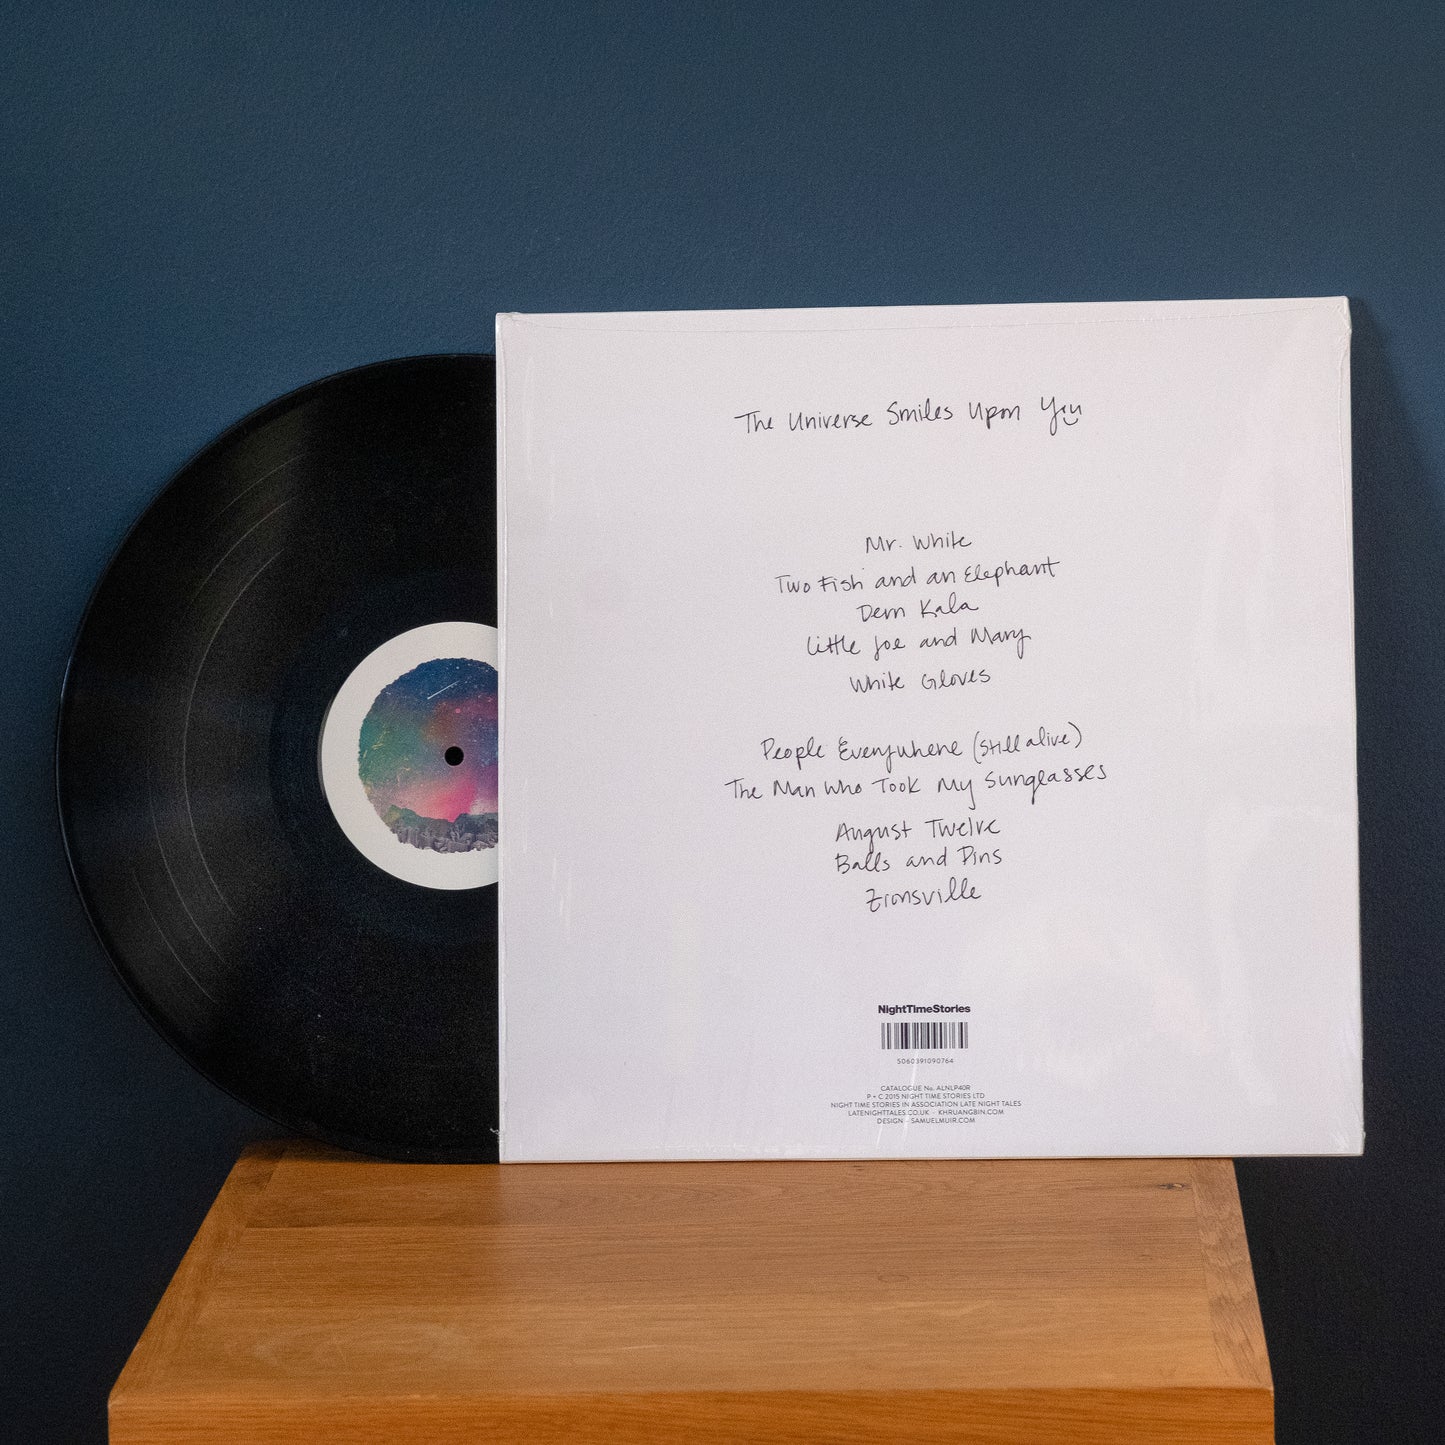 The Universe Smiles Upon You
Mr. White
Two Fish and an Elephant
Dern Kala
Little Joe and Mary
White Gloves
People Everywhere (Still alive)
The Man Who Took My Sunglasses
August Twelve
Balls and Pins
Zionsville
NightTimeStories
5060391090764
CATALOGUE No. ALNLP40R
P + C 2015 NIGHT TIME STORIES LTD
NIGHT TIME STORIES IN ASSOCIATION LATE NIGHT TALES
LATENIGHTTALES.CO.UK - KHRUANGBIN.COM
DESIGN - SAMUELMUIR.COM